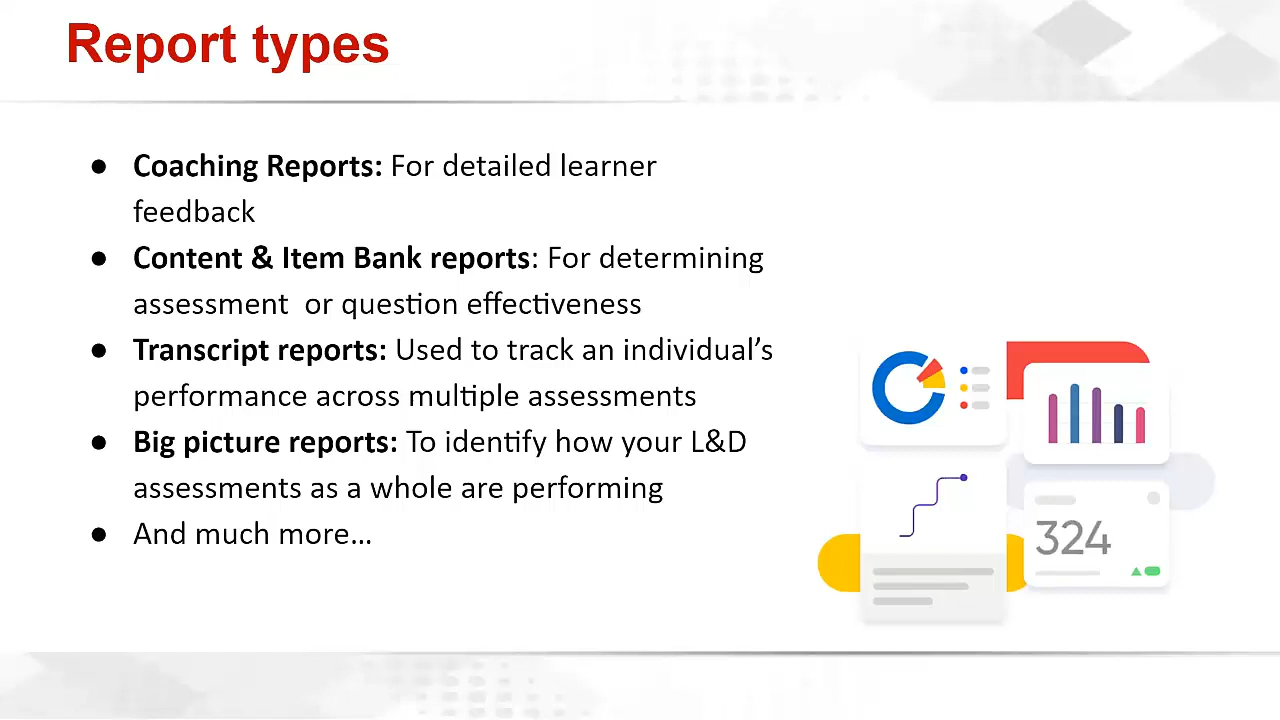 Report types
● Coaching Reports: For detailed learner
feedback
● Content & Item Bank reports: For determining
assessment  or question effectiveness
● Transcript reports: Used to track an individual’s
performance across multiple assessments
● Big picture reports: To identify how your L&D
assessments as a whole are performing
● And much more…
324